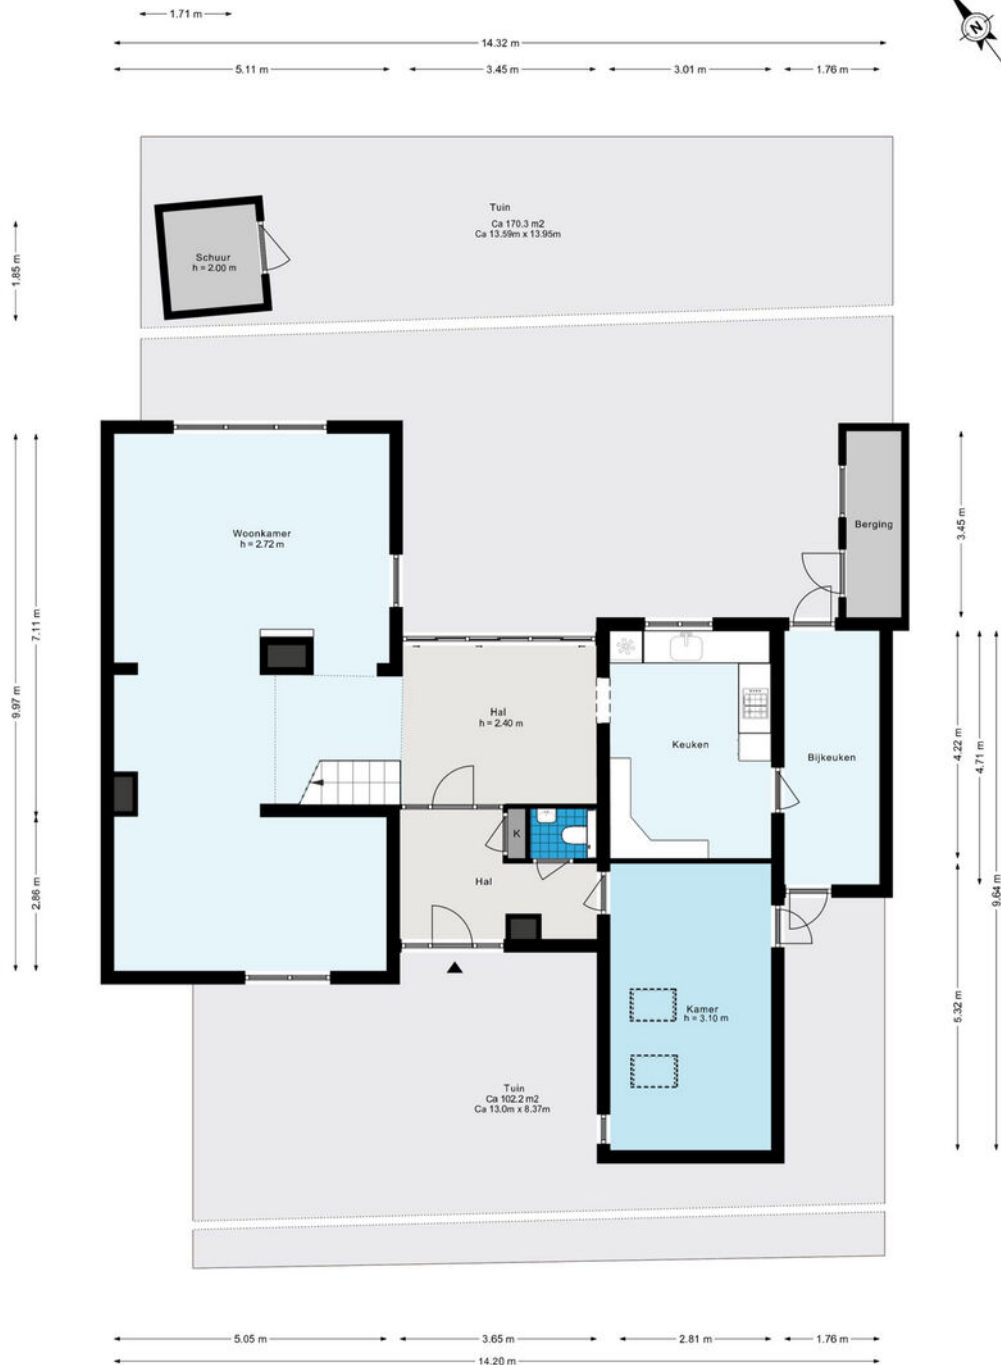 1.71 m
N
14.32 m
5.11 m
3.45 m
3.01 m
1.76 m
Tuin
Ca 170.3 m2
Ca 13.59m x 13.95m
Schuur
h = 2.00 m
1.85 m
Woonkamer
h = 2.72 m
Berging
3.45 m
7.11 m
9.97 m
Hal
h = 2.40 m
Keuken
Bijkeuken
4.22 m
4.71 m
K
Hal
2.86 m
9.64 m
Kamer
h = 3.10 m
5.32 m
Tuin
Ca 102.2 m2
Ca 13.0m x 8.37m
5.05 m
3.65 m
2.81 m
1.76 m
14.20 m